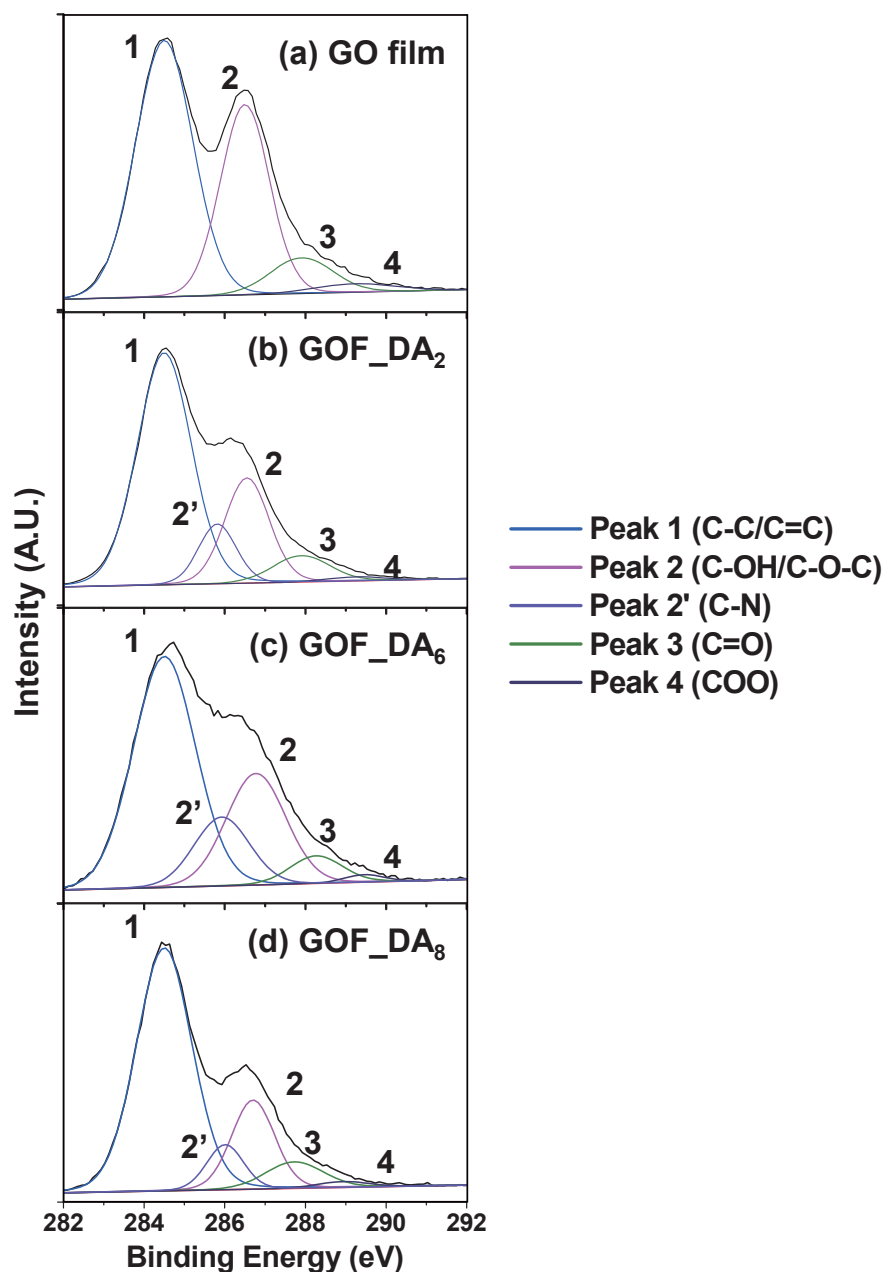 (a) GO film
1
2
3
4
(b) GOF_DA₂
1
2
2’
3
4
(c) GOF_DA₆
1
2
2’
3
4
(d) GOF_DA₈
1
2
2’
3
4
Intensity (A.U.)
282 284 286 288 290 292
Binding Energy (eV)
Peak 1 (C-C/C=C)
Peak 2 (C-OH/C-O-C)
Peak 2' (C-N)
Peak 3 (C=O)
Peak 4 (COO)